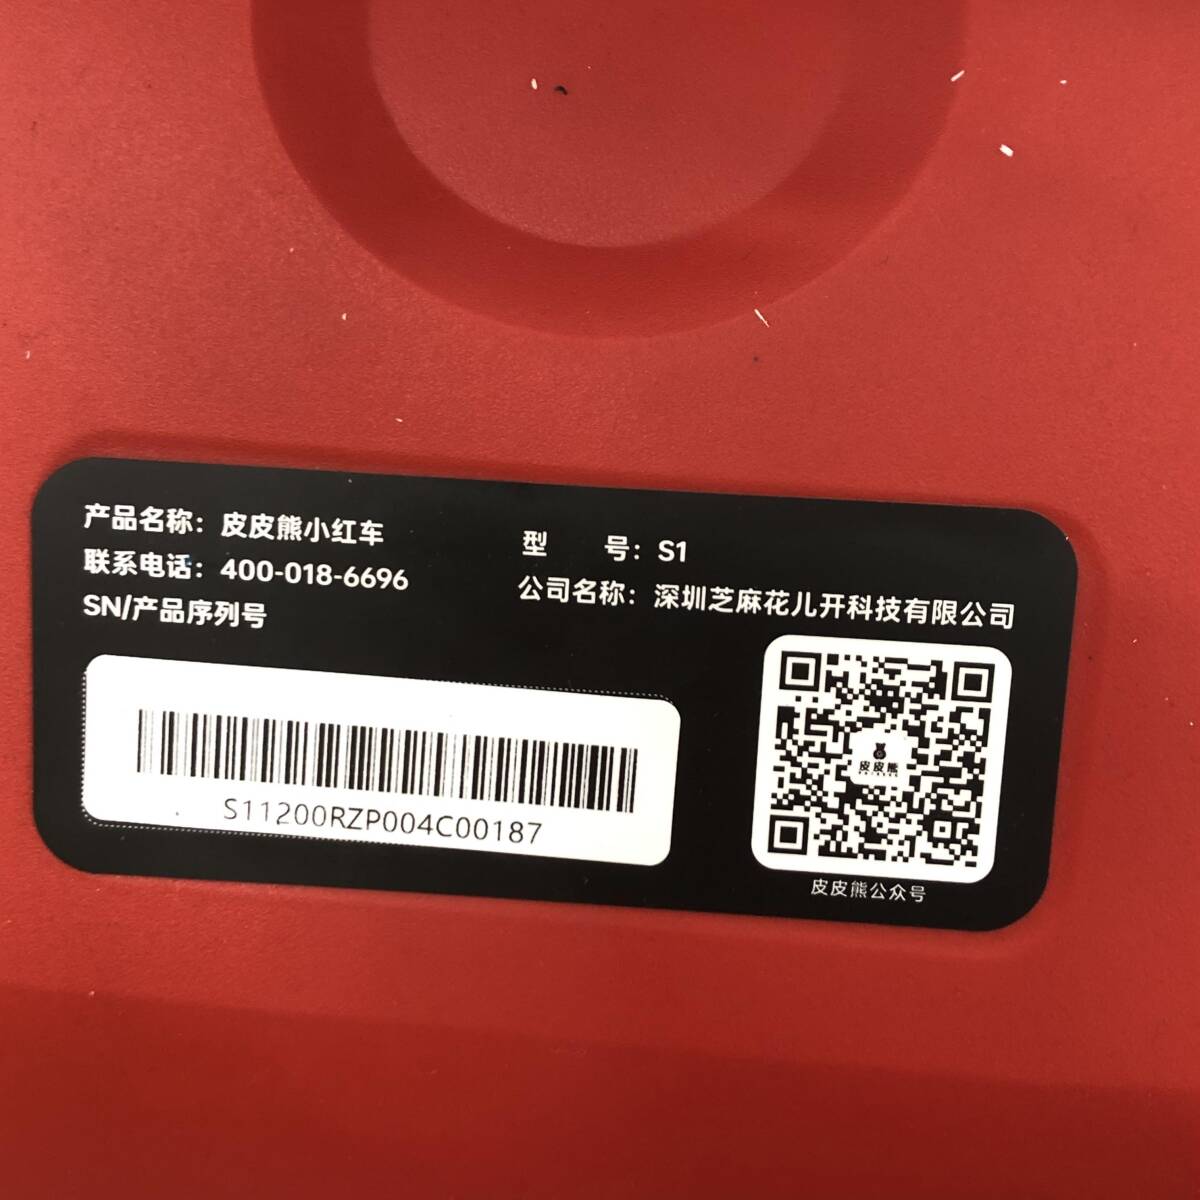 产品名称：皮皮熊小红车
联系电话：400-018-6696
SN/产品序列号
型 号：S1
公司名称：深圳芝麻花儿开科技有限公司
S11200RZP004C00187
皮皮熊
皮皮熊公众号